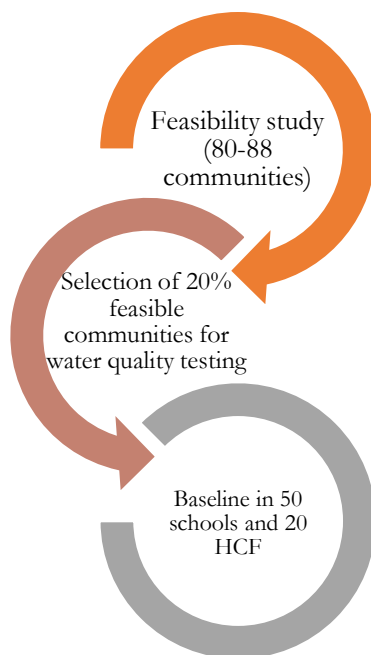 Feasibility study
(80-88
communities)
Selection of 20%
feasible
communities for
water quality testing
Baseline in 50
schools and 20
HCF